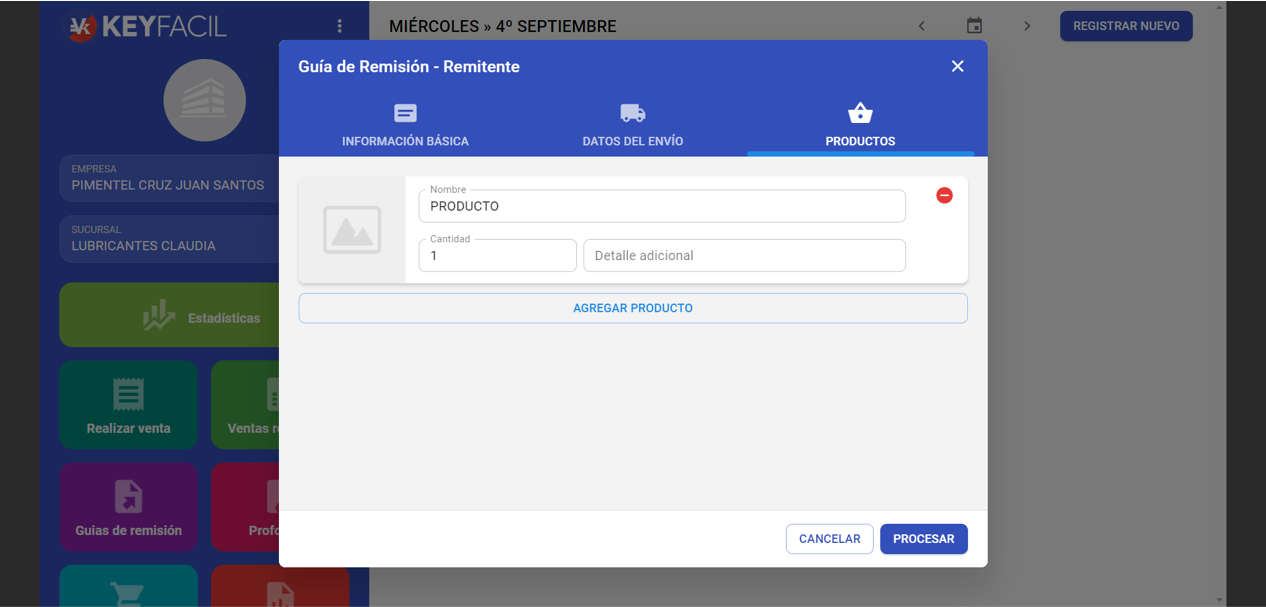 KEYFACIL
MIÉRCOLES » 4º SEPTIEMBRE
REGISTRAR NUEVO
EMPRESA
PIMENTEL CRUZ JUAN SANTOS
SUCURSAL
LUBRICANTES CLAUDIA
Estadísticas
Realizar venta
Ventas r
Guias de remisión
Profo
Guía de Remisión - Remitente
INFORMACIÓN BÁSICA
DATOS DEL ENVÍO
PRODUCTOS
Nombre
PRODUCTO
Cantidad
1
Detalle adicional
AGREGAR PRODUCTO
CANCELAR
PROCESAR